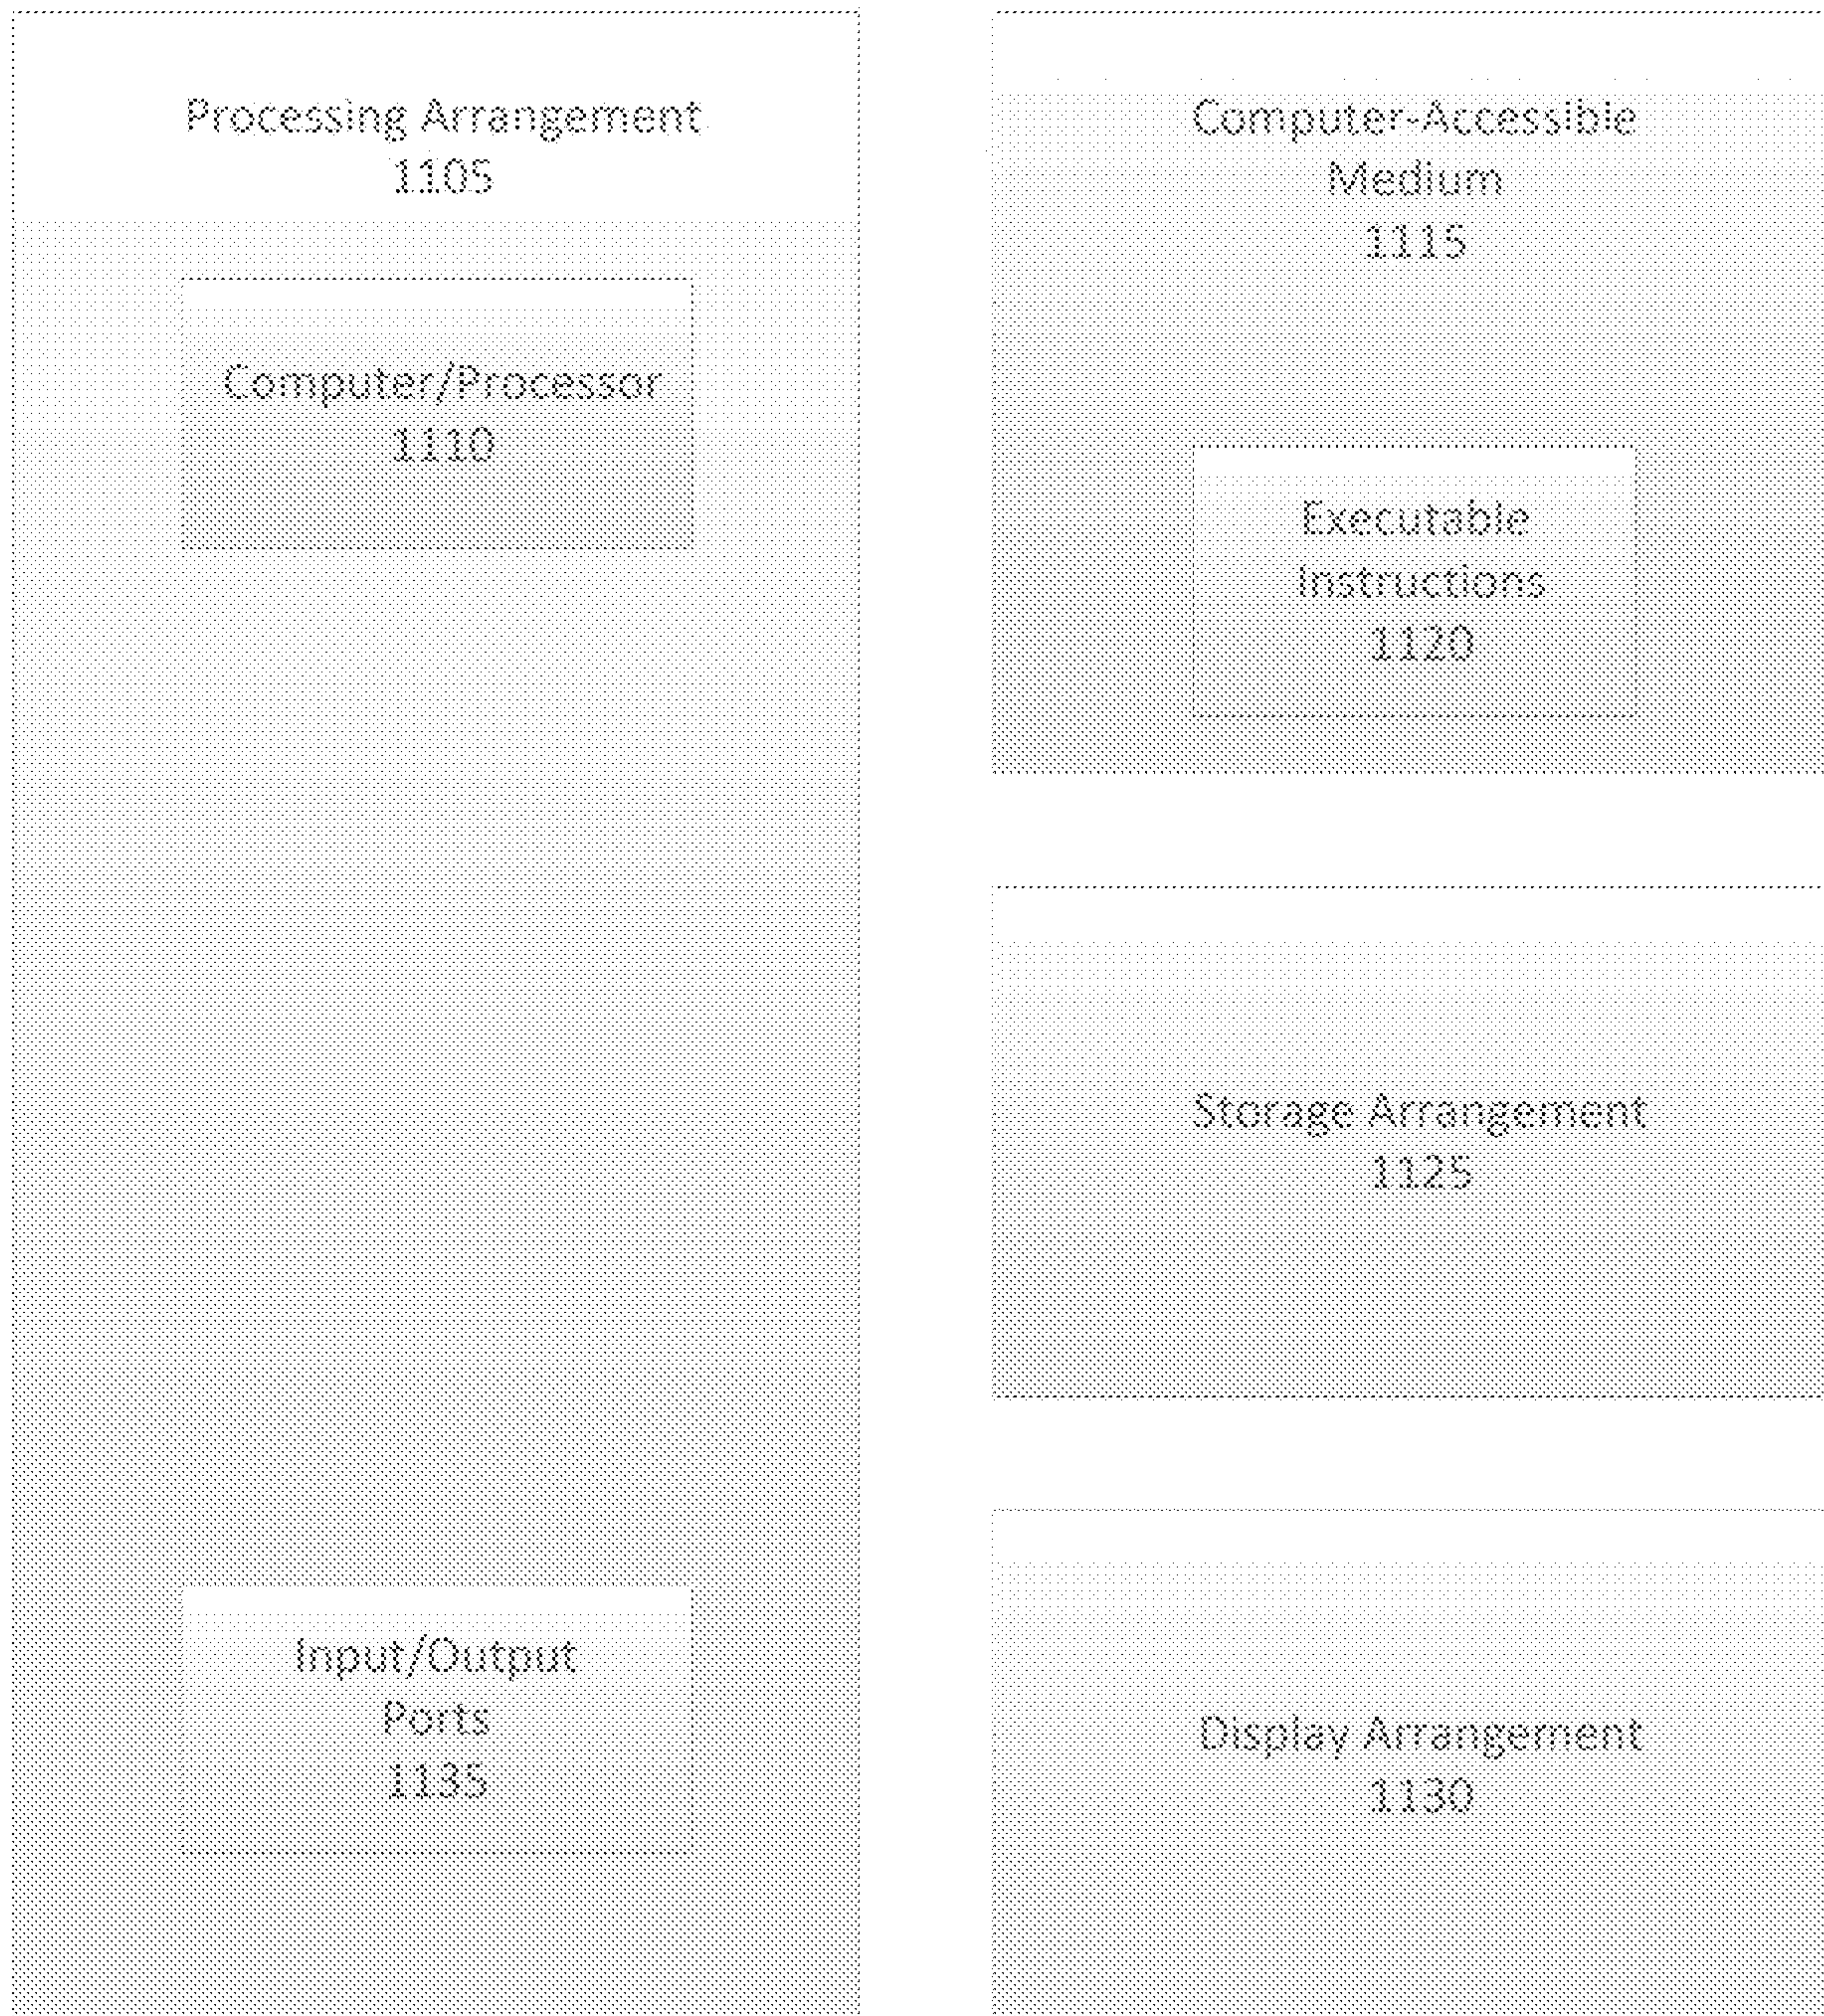 Processing Arrangement
1105
Computer/Processor
1110
Input/Output
Ports
1135
Computer-Accessible
Medium
1115
Executable
Instructions
1120
Storage Arrangement
1125
Display Arrangement
1130